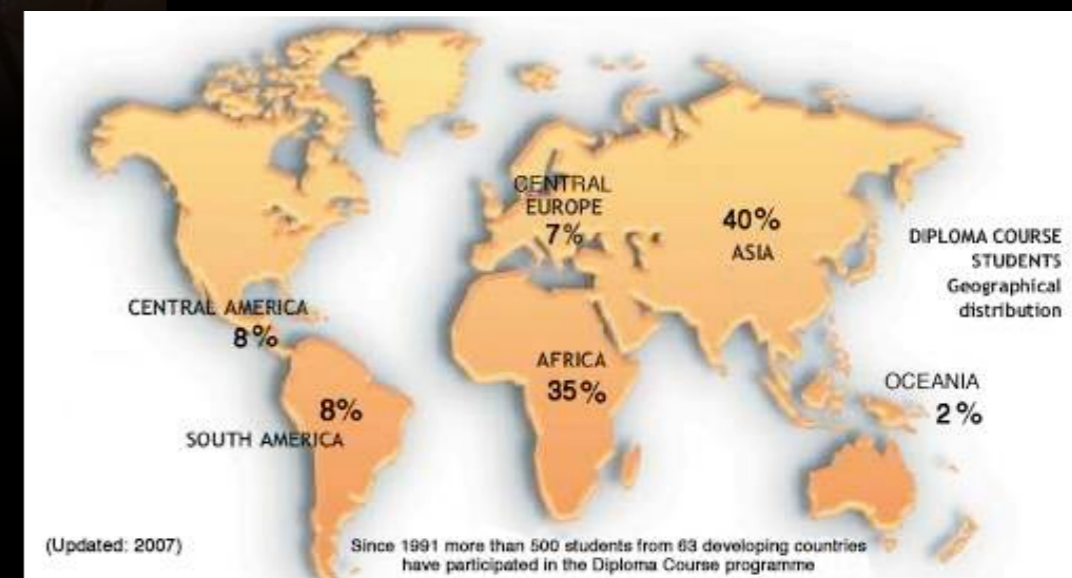 CENTRAL
EUROPE
7%
40%
ASIA
DIPLOMA COURSE
STUDENTS
Geographical
distribution
CENTRAL AMERICA
8%
AFRICA
35%
OCEANIA
2%
8%
SOUTH AMERICA
(Updated: 2007)
Since 1991 more than 500 students from 63 developing countries
have participated in the Diploma Course programme